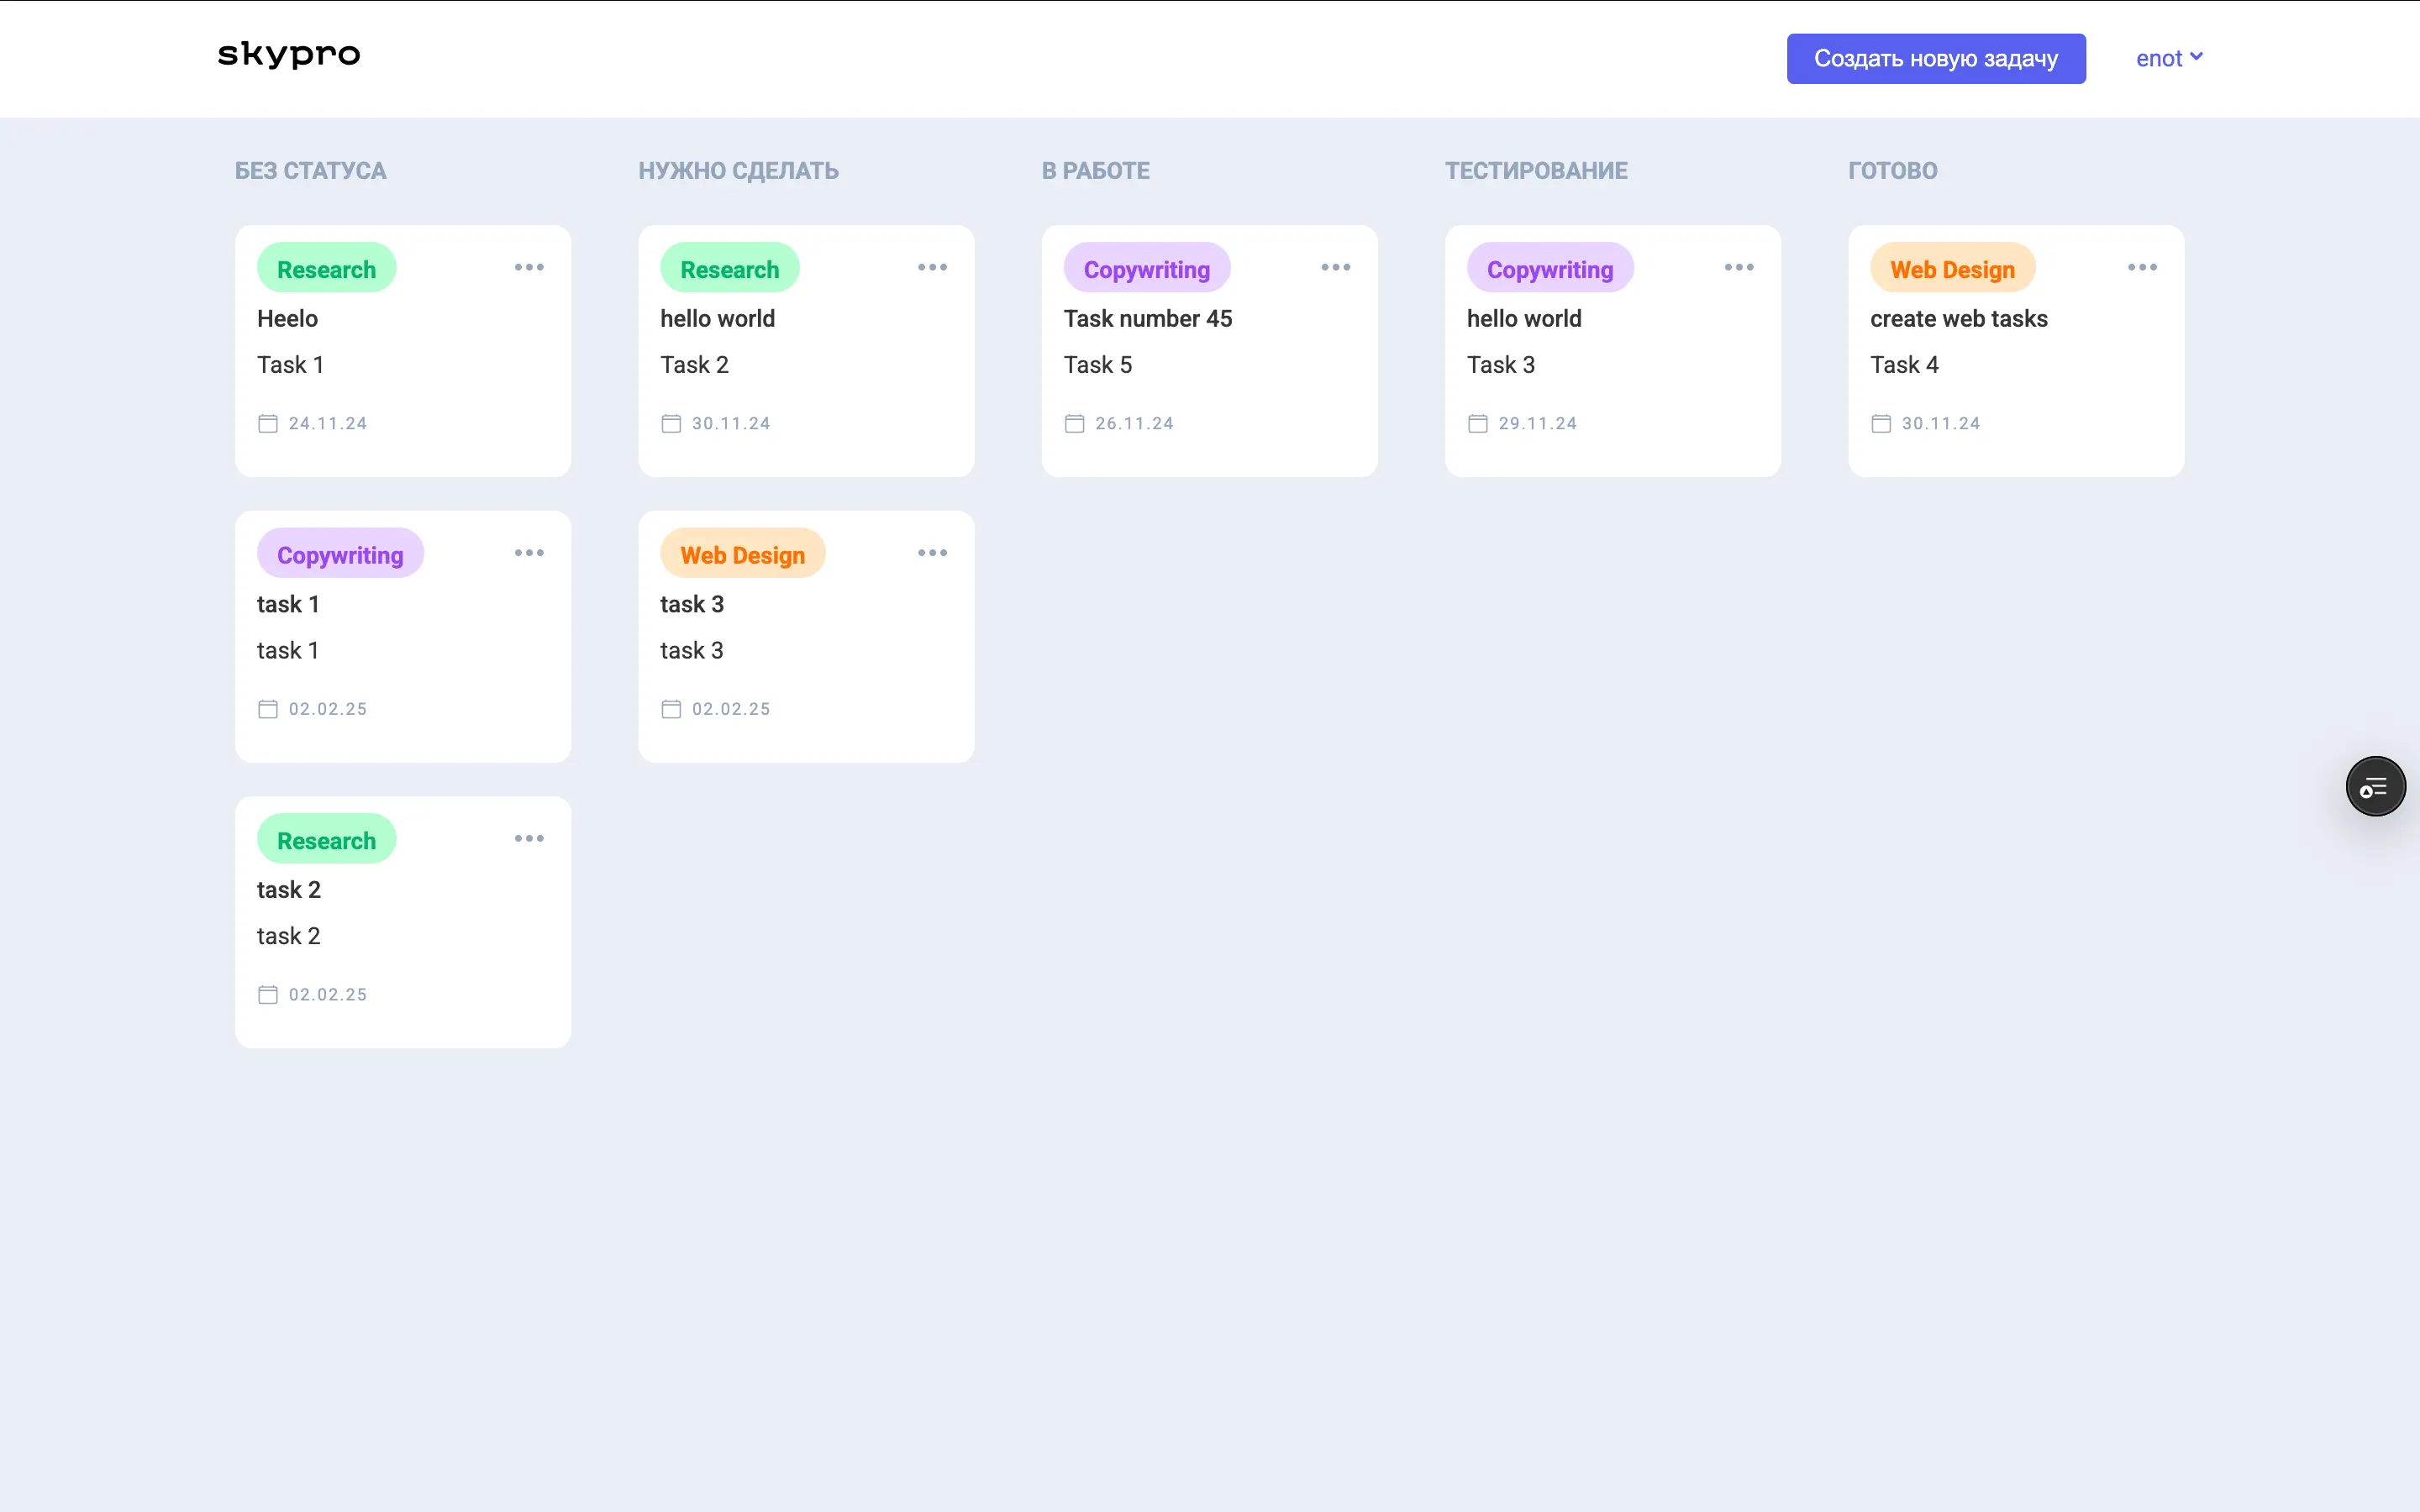 skypro
Создать новую задачу
enot
БЕЗ СТАТУСА
Research
Heelo
Task 1
24.11.24
Copywriting
task 1
task 1
02.02.25
Research
task 2
task 2
02.02.25
НУЖНО СДЕЛАТЬ
Research
hello world
Task 2
30.11.24
Web Design
task 3
task 3
02.02.25
В РАБОТЕ
Copywriting
Task number 45
Task 5
26.11.24
ТЕСТИРОВАНИЕ
Copywriting
hello world
Task 3
29.11.24
ГОТОВО
Web Design
create web tasks
Task 4
30.11.24